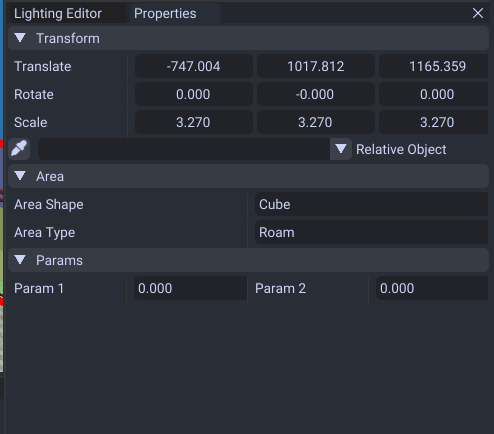 Lighting Editor Properties
Transform
Translate -747.004 1017.812 1165.359
Rotate 0.000 -0.000 0.000
Scale 3.270 3.270 3.270
Relative Object
Area
Area Shape Cube
Area Type Roam
Params
Param 1 0.000 Param 2 0.000